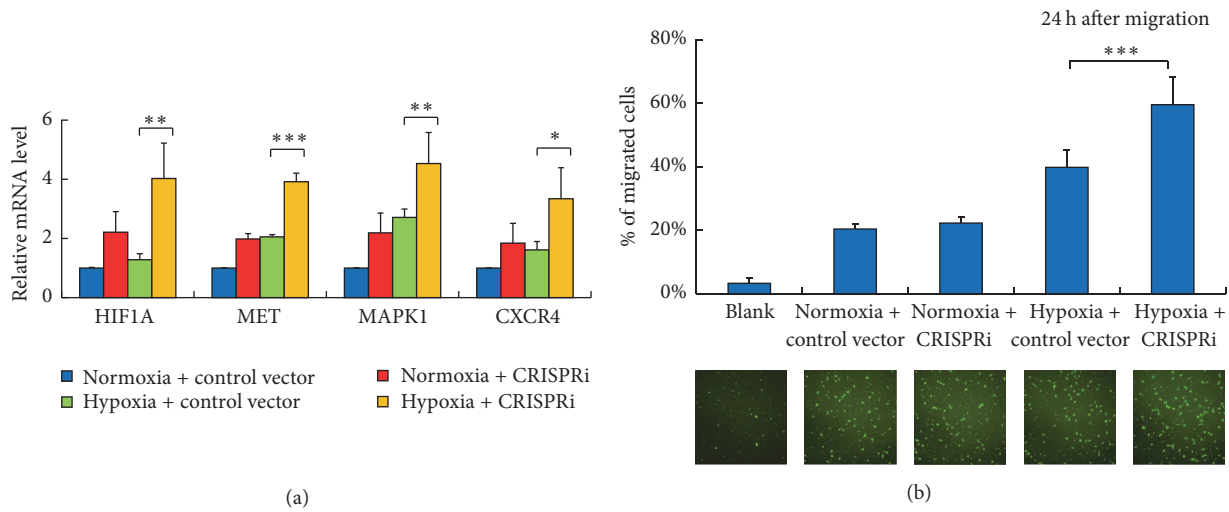 Relative mRNA level
6
4
2
0
**
***
**
*
HIF1A
MET
MAPK1
CXCR4
Normoxia + control vector
Hypoxia + control vector
Normoxia + CRISPRi
Hypoxia + CRISPRi
(a)
24 h after migration
% of migrated cells
80%
60%
40%
20%
0%
***
Blank
Normoxia +
control vector
Normoxia +
CRISPRi
Hypoxia +
control vector
Hypoxia +
CRISPRi
(b)